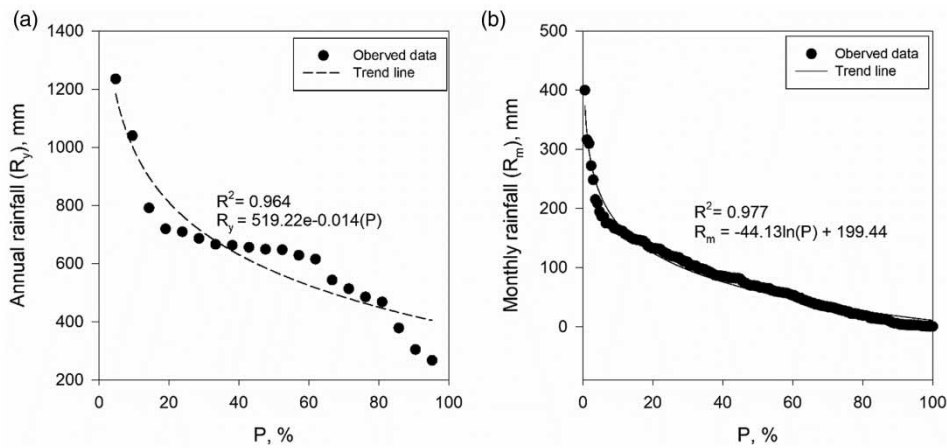 (a)
1400
1200
1000
800
600
400
200
Annual rainfall (Ry), mm
Oberved data
Trend line
R2= 0.964
Ry = 519.22e-0.014(P)
0 20 40 60 80 100
P, %
(b)
500
400
300
200
100
0
Monthly rainfall (Rm), mm
Oberved data
Trend line
R2= 0.977
Rm = -44.13ln(P) + 199.44
0 20 40 60 80 100
P, %